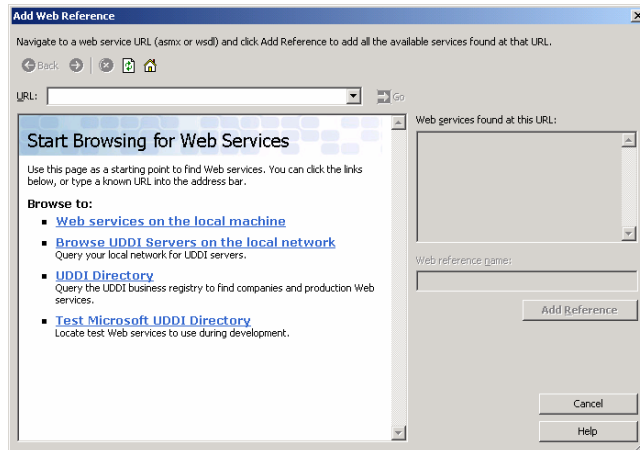 Add Web Reference
Navigate to a web service URL (asmx or wsdl) and click Add Reference to add all the available services found at that URL.
Back
URL:
Go
Start Browsing for Web Services
Use this page as a starting point to find Web services. You can click the links
below, or type a known URL into the address bar.
Browse to:
Web services on the local machine
Browse UDDI Servers on the local network
Query your local network for UDDI servers.
UDDI Directory
Query the UDDI business registry to find companies and production Web
services.
Test Microsoft UDDI Directory
Locate test Web services to use during development.
Web services found at this URL:
Web reference name:
Add Reference
Cancel
Help